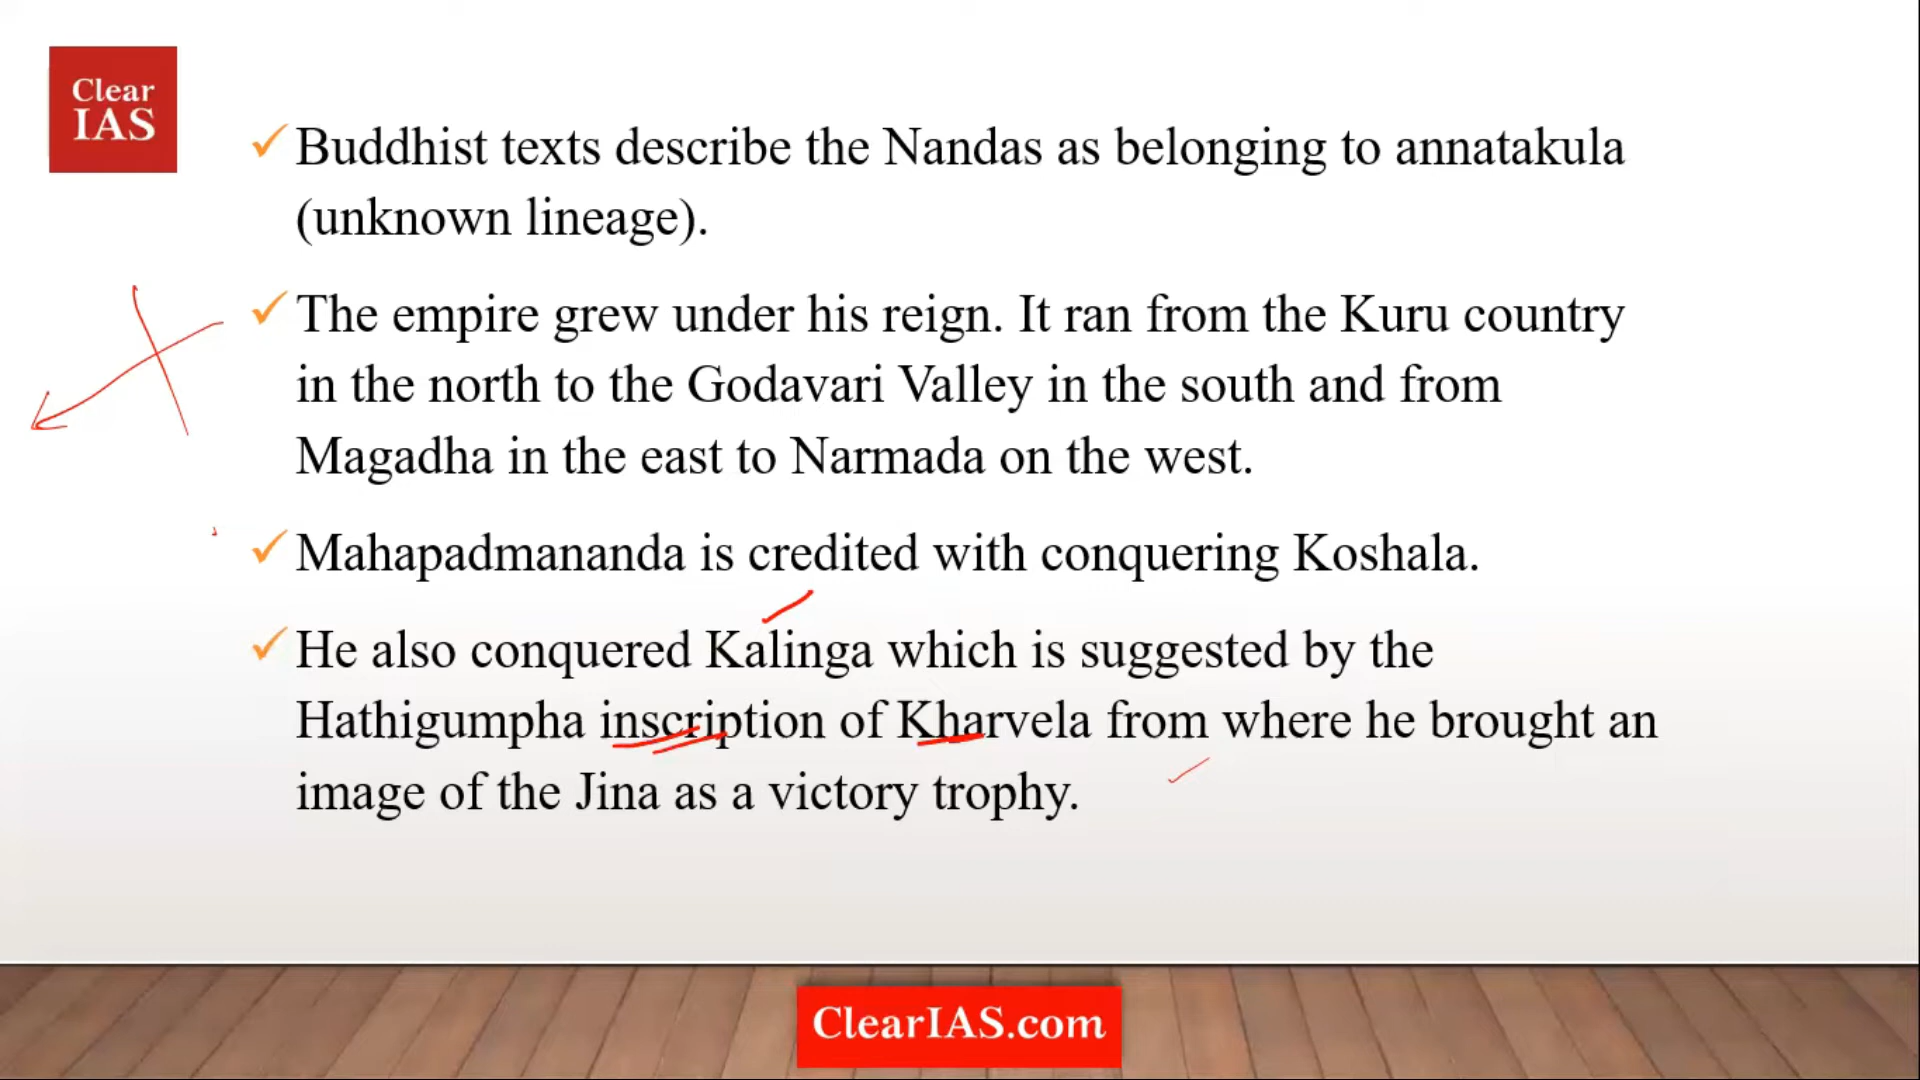 Clear
IAS
Buddhist texts describe the Nandas as belonging to annatakula
(unknown lineage).
The empire grew under his reign. It ran from the Kuru country
in the north to the Godavari Valley in the south and from
Magadha in the east to Narmada on the west.
Mahapadmananda is credited with conquering Koshala.
He also conquered Kalinga which is suggested by the
Hathigumpha inscription of Kharvela from where he brought an
image of the Jina as a victory trophy.
ClearIAS.com